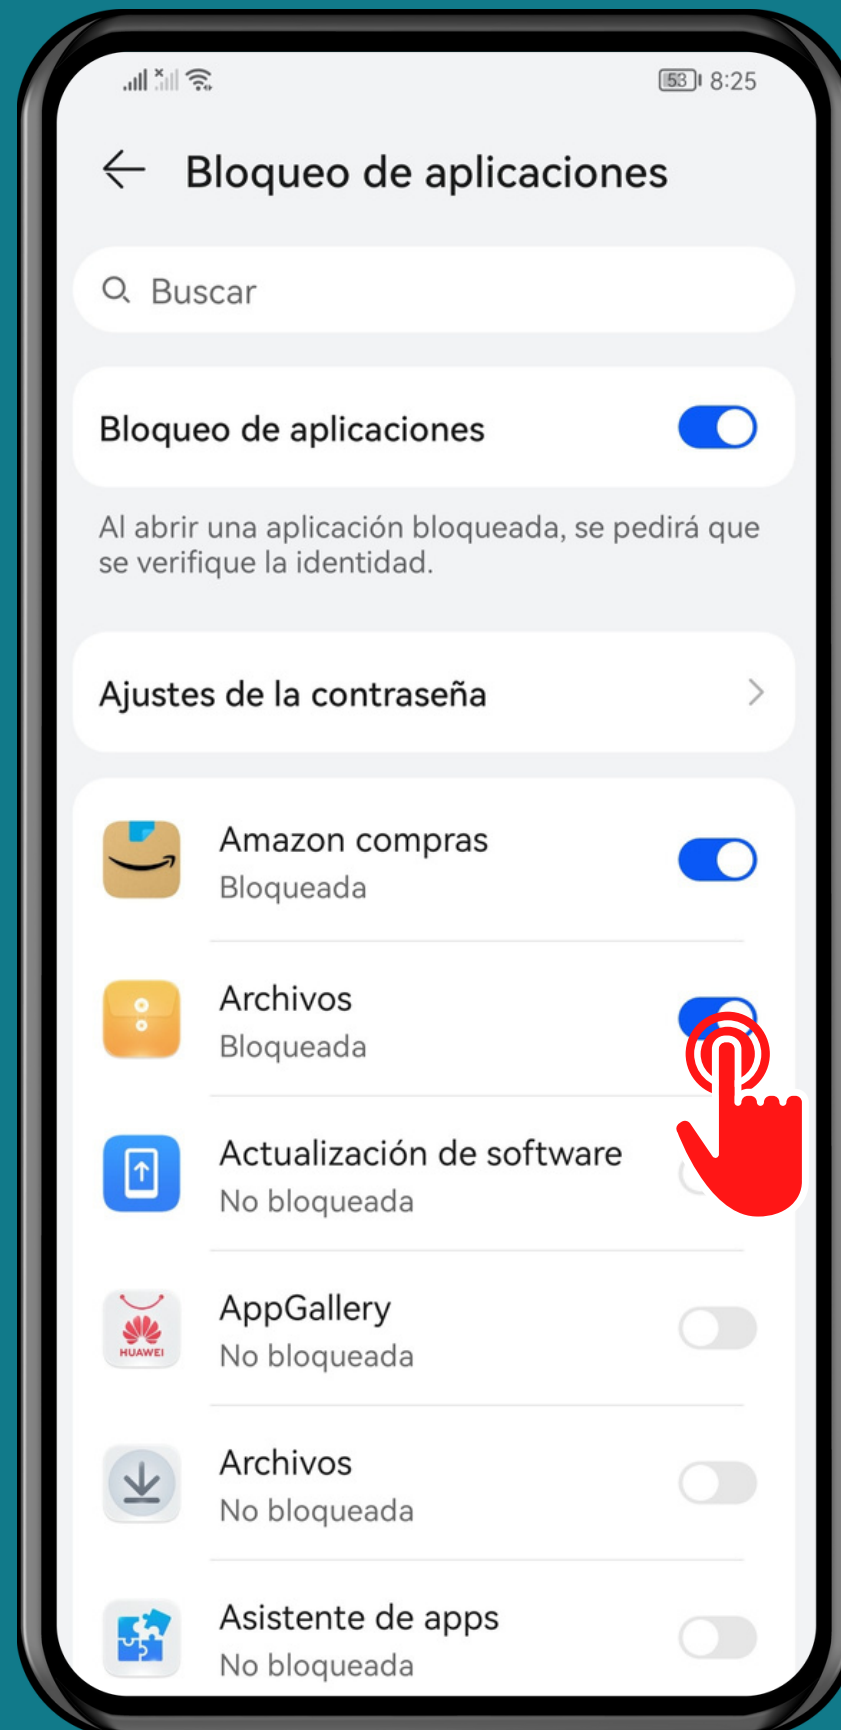 53 8:25
Bloqueo de aplicaciones
Buscar
Bloqueo de aplicaciones
Al abrir una aplicación bloqueada, se pedirá que
se verifique la identidad.
Ajustes de la contraseña
Amazon compras
Bloqueada
Archivos
Bloqueada
Actualización de software
No bloqueada
AppGallery
HUAWEI
No bloqueada
Archivos
No bloqueada
Asistente de apps
No bloqueada